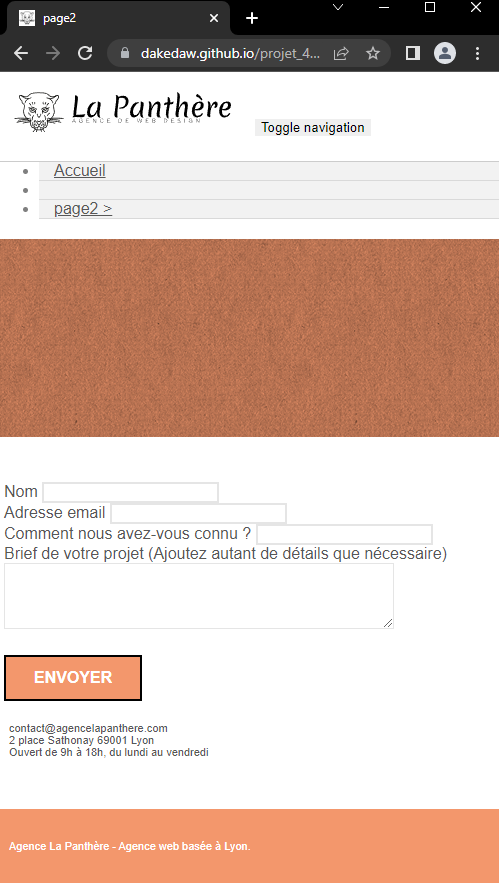 page2
dakedaw.github.io/projet_4...
La Panthère
AGENCE DE WEB DESIGN
Toggle navigation
Accueil
page2 >
Nom
Adresse email
Comment nous avez-vous connu ?
Brief de votre projet (Ajoutez autant de détails que nécessaire)
ENVOYER
contact@agencelapanthere.com
2 place Sathonay 69001 Lyon
Ouvert de 9h à 18h, du lundi au vendredi
Agence La Panthère - Agence web basée à Lyon.